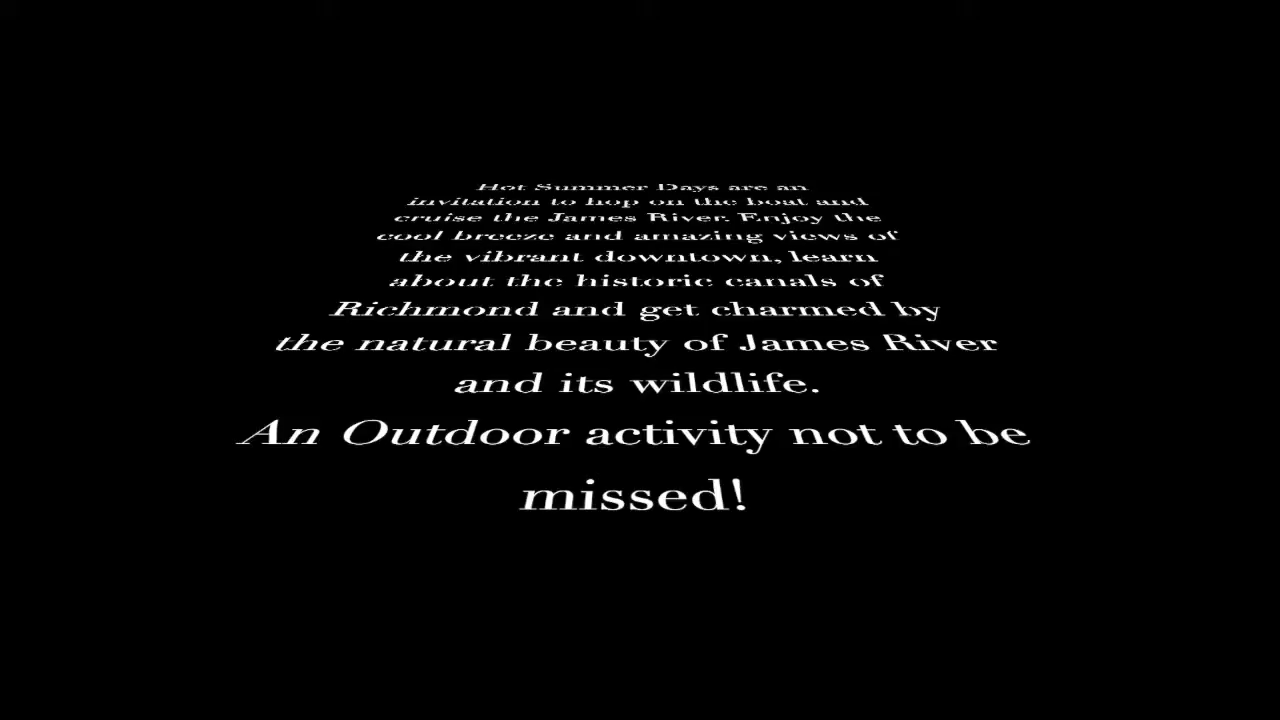 Hot Summer Days are an
invitation to hop on the boat and
cruise the James River. Enjoy the
cool breeze and amazing views of
the vibrant downtown, learn
about the historic canals of
Richmond and get charmed by
the natural beauty of James River
and its wildlife.
An Outdoor activity not to be
missed!